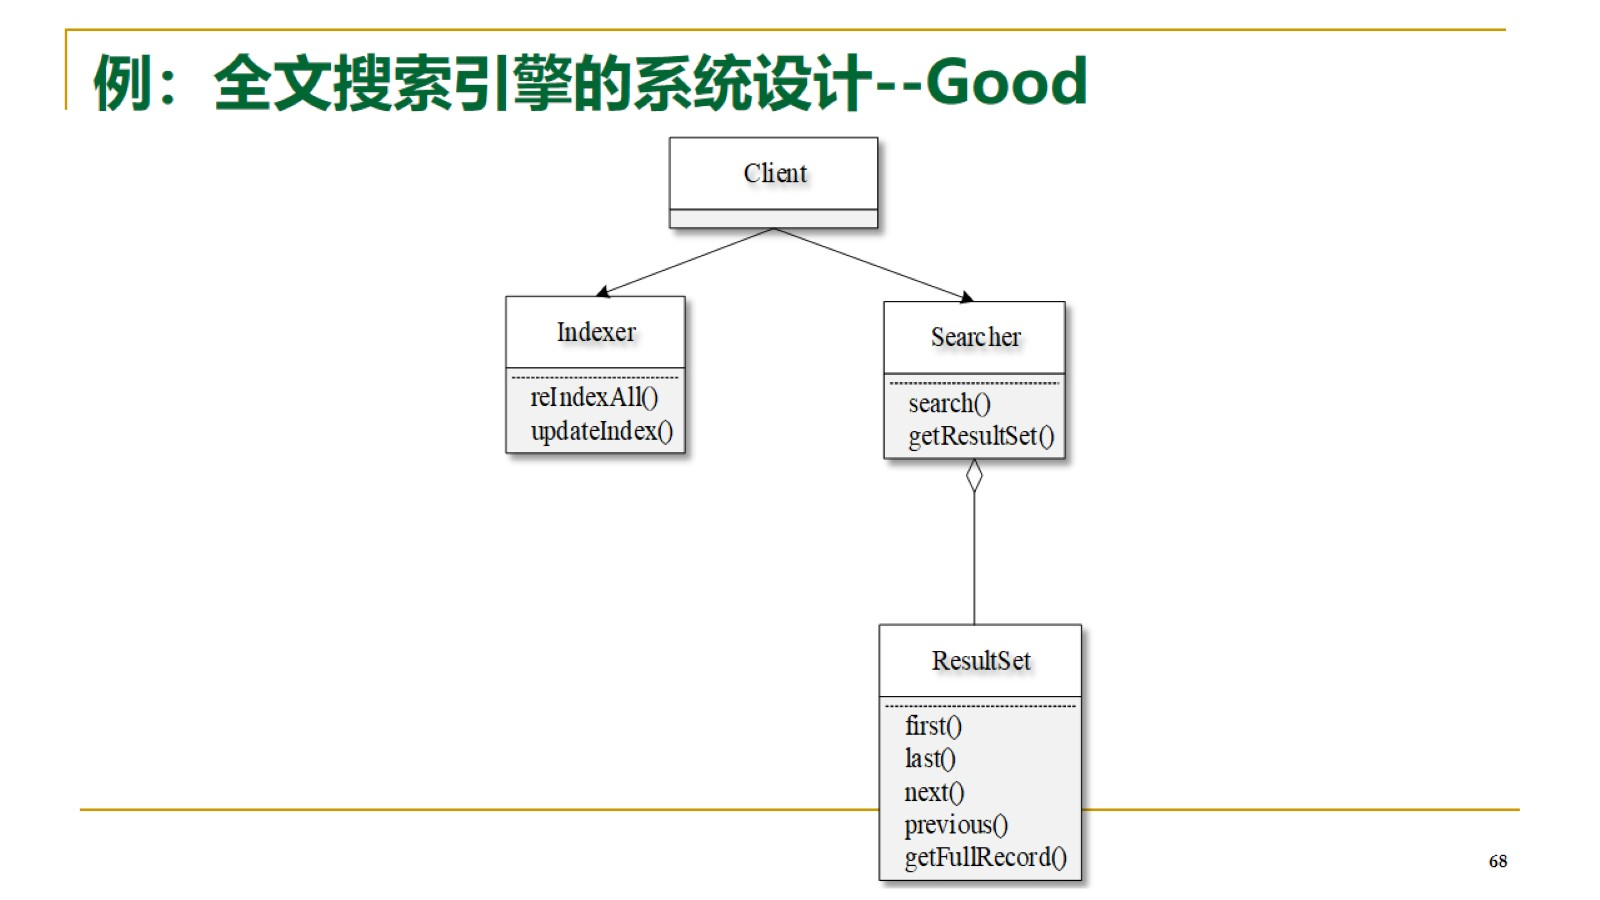 例：全文搜索引擎的系统设计--Good
Client
Indexer
reIndexAll()
updateIndex()
Searcher
search()
getResultSet()
ResultSet
first()
last()
next()
previous()
getFullRecord()
68